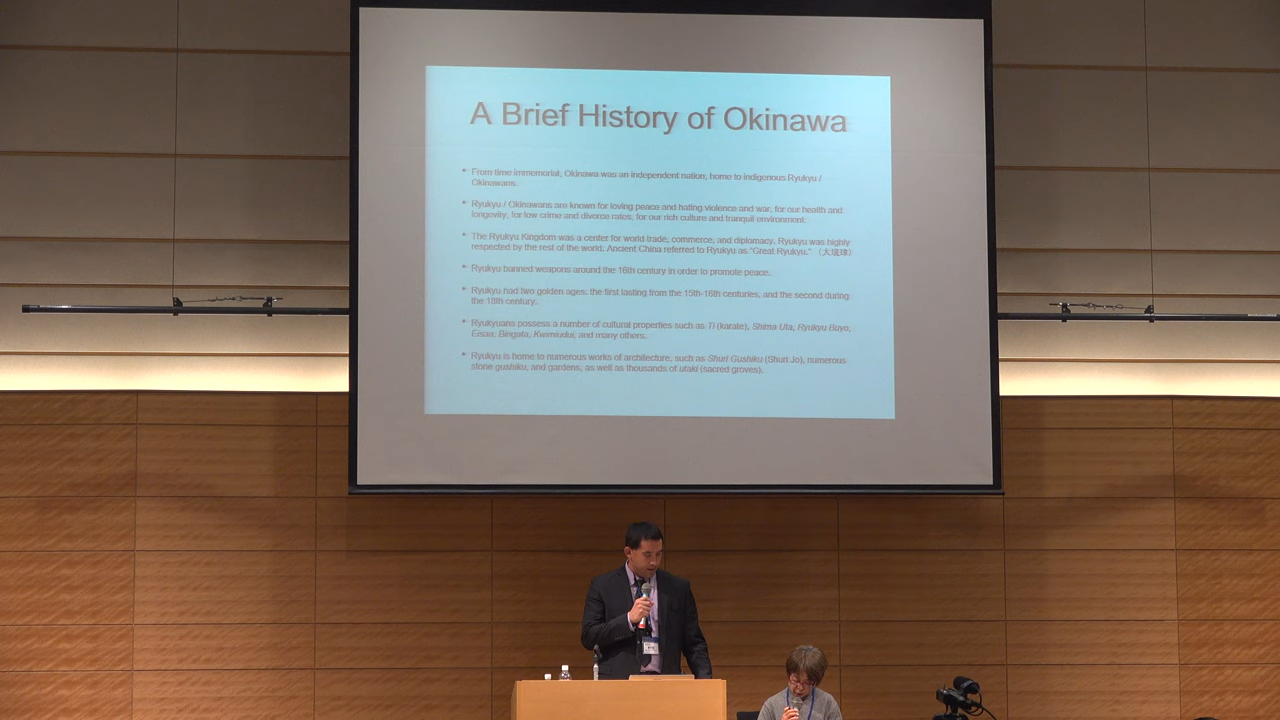 A Brief History of Okinawa
• From time immemorial, Okinawa was an independent nation, home to indigenous Ryukyu /
Okinawans.
• Ryukyu / Okinawans are known for loving peace and hating violence and war, for our health and
longevity, for low crime and divorce rates, for our rich culture and tranquil environment.
• The Ryukyu Kingdom was a center for world trade, commerce, and diplomacy. Ryukyu was highly
respected by the rest of the world. Ancient China referred to Ryukyu as "Great Ryukyu." (大琉球)
• Ryukyu banned weapons around the 16th century in order to promote peace.
• Ryukyu had two golden ages: the first lasting from the 15th-16th centuries, and the second during
the 18th century.
• Ryukyuans possess a number of cultural properties such as Ti (karate), Shima Uta, Ryukyu Buyo,
Eisaa, Bingata, Kwimiudui, and many others.
• Ryukyu is home to numerous works of architecture, such as Shuri Gushiku (Shuri Jo), numerous
stone gushiku, and gardens, as well as thousands of utaki (sacred groves).